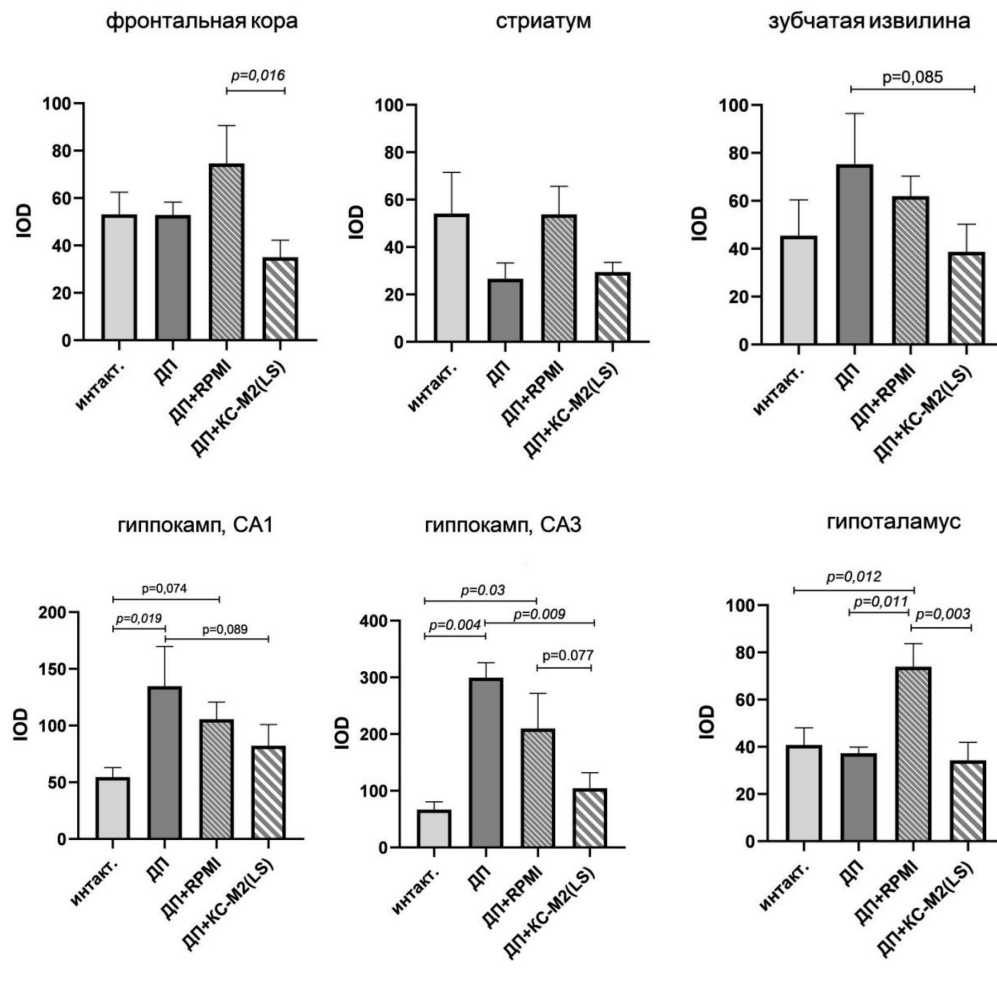 фронтальная кора
p=0,016
100
80
60
40
20
0
IOD
интакт.
ДП
ДП+RPMI
ДП+КС-М2(LS)
стриатум
100
80
60
40
20
0
IOD
интакт.
ДП
ДП+RPMI
ДП+КС-М2(LS)
зубчатая извилина
p=0,085
100
80
60
40
20
0
IOD
интакт.
ДП
ДП+RPMI
ДП+КС-М2(LS)
гиппокамп, СА1
p=0,074
p=0,019
p=0,089
200
150
100
50
0
IOD
интакт.
ДП
ДП+RPMI
ДП+КС-М2(LS)
гиппокамп, СА3
p=0.03
p=0.004
p=0.009
p=0.077
400
300
200
100
0
IOD
интакт.
ДП
ДП+RPMI
ДП+КС-М2(LS)
гипоталамус
p=0,012
p=0,011
p=0,003
100
80
60
40
20
0
IOD
интакт.
ДП
ДП+RPMI
ДП+КС-М2(LS)